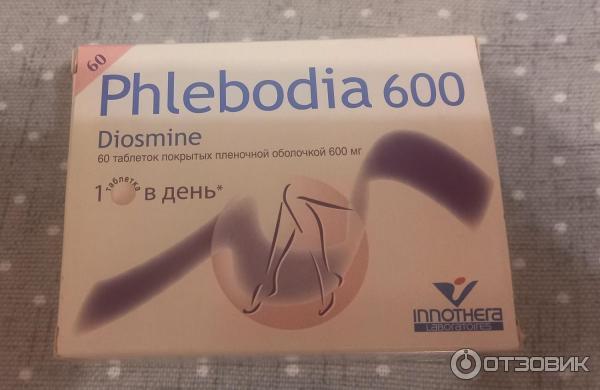 60
Phlebodia 600
Diosmine
60 таблеток покрытых пленочной оболочкой 600 мг
1 таблетка в день*
INNOTHERA
LABORATOIRES
ОТЗОВИК